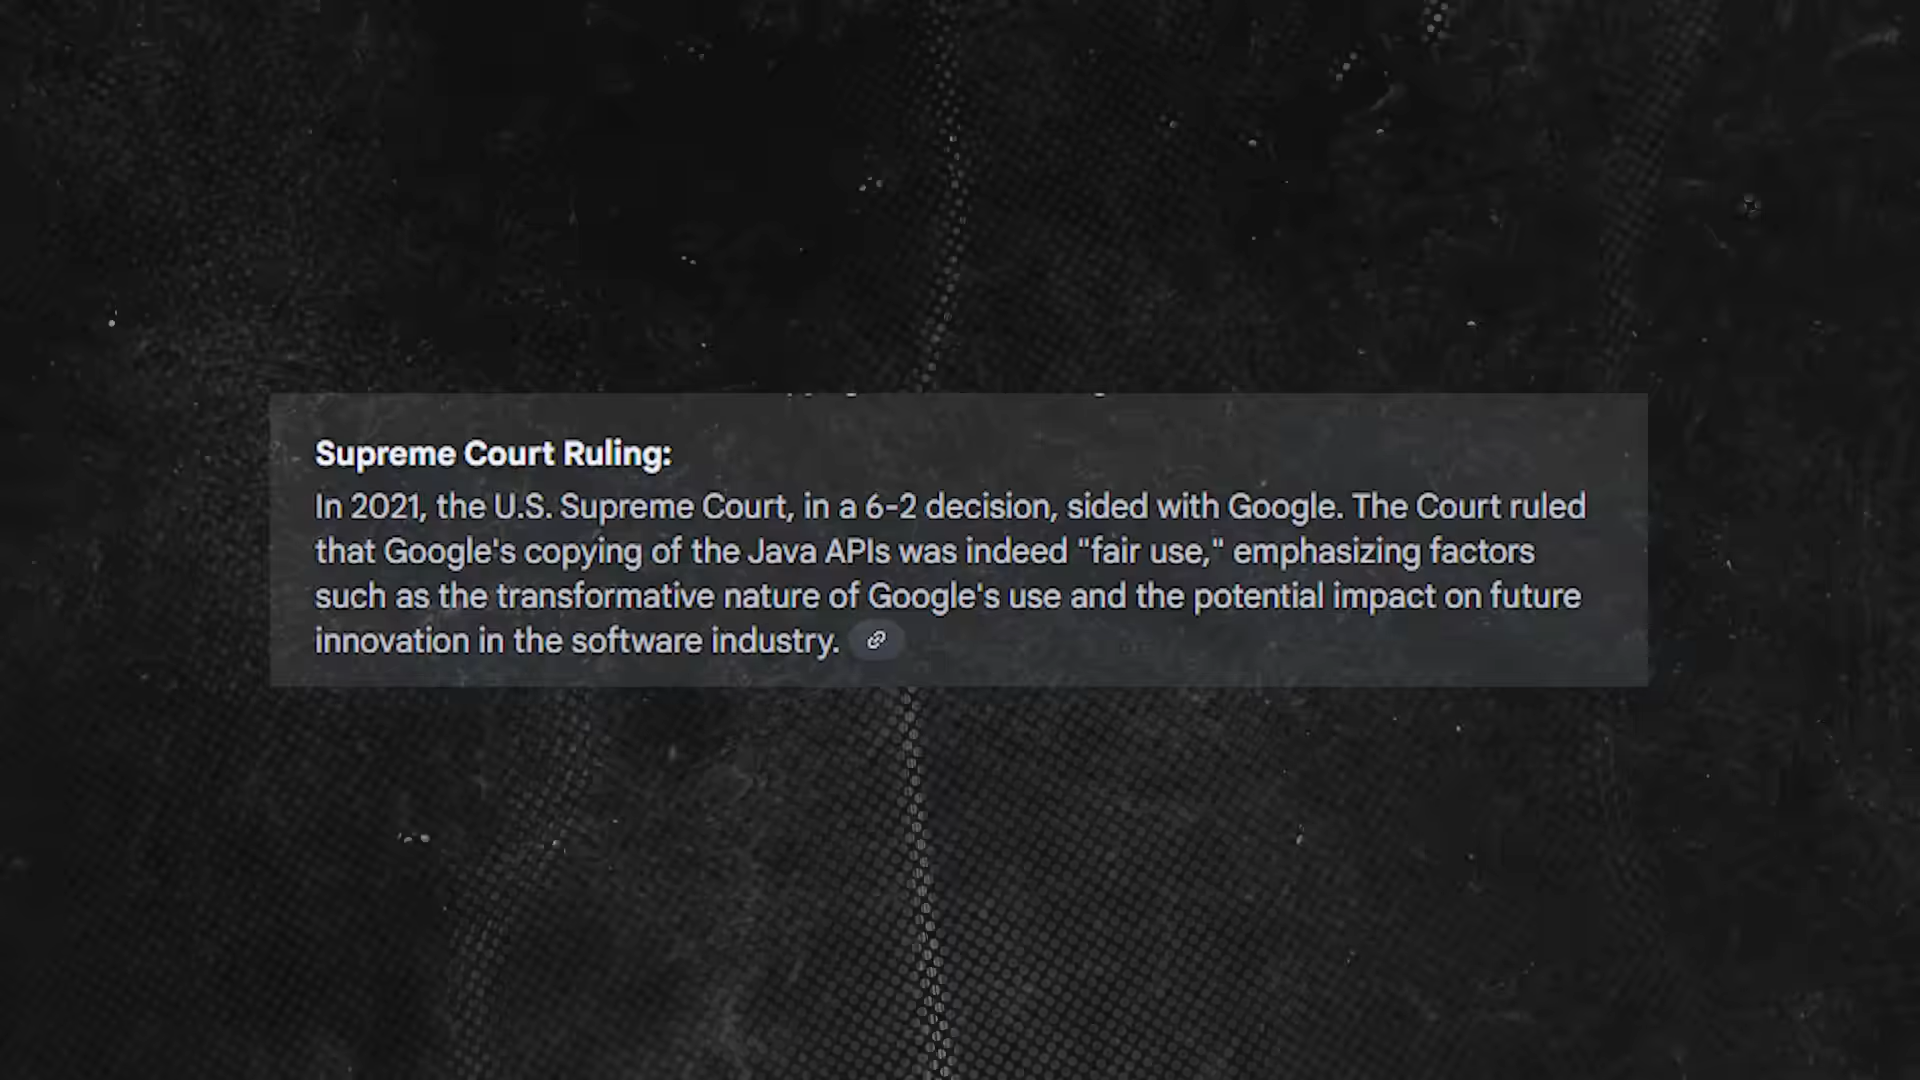 Supreme Court Ruling:
In 2021, the U.S. Supreme Court, in a 6-2 decision, sided with Google. The Court ruled
that Google's copying of the Java APIs was indeed "fair use," emphasizing factors
such as the transformative nature of Google's use and the potential impact on future
innovation in the software industry.